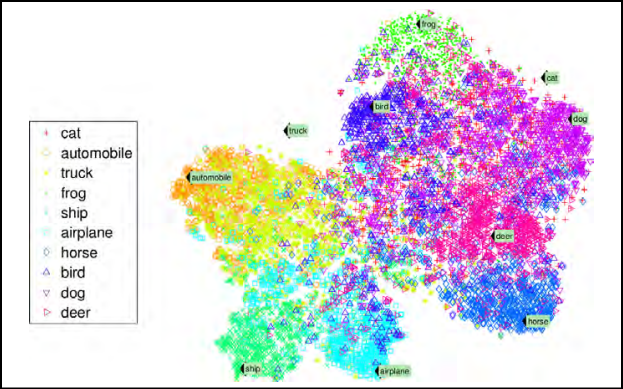 frog
cat
bird
dog
truck
automobile
deer
horse
ship
airplane
cat
automobile
truck
frog
ship
airplane
horse
bird
dog
deer